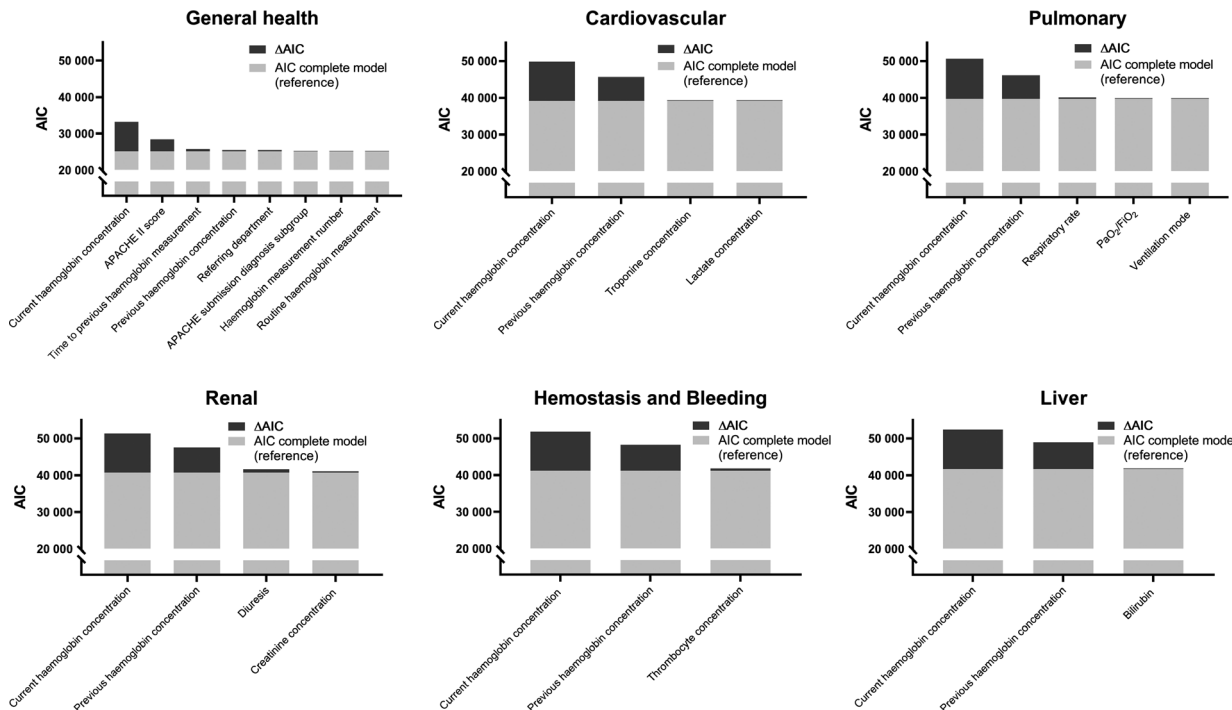 General health
ΔAIC
AIC complete model
(reference)
50 000
40 000
30 000
20 000
AIC
Current haemoglobin concentration
APACHE II score
Time to previous haemoglobin measurement
Previous haemoglobin concentration
Referring department
APACHE submission diagnosis subgroup
Haemoglobin measurement number
Routine haemoglobin measurement
Cardiovascular
ΔAIC
AIC complete model
(reference)
50 000
40 000
30 000
20 000
AIC
Current haemoglobin concentration
Previous haemoglobin concentration
Troponine concentration
Lactate concentration
Pulmonary
ΔAIC
AIC complete model
(reference)
50 000
40 000
30 000
20 000
AIC
Current haemoglobin concentration
Previous haemoglobin concentration
Respiratory rate
PaO₂/FiO₂
Ventilation mode
Renal
ΔAIC
AIC complete model
(reference)
50 000
40 000
30 000
20 000
AIC
Current haemoglobin concentration
Previous haemoglobin concentration
Diuresis
Creatinine concentration
Hemostasis and Bleeding
ΔAIC
AIC complete model
(reference)
50 000
40 000
30 000
20 000
AIC
Current haemoglobin concentration
Previous haemoglobin concentration
Thrombocyte concentration
Liver
ΔAIC
AIC complete model
(reference)
50 000
40 000
30 000
20 000
AIC
Current haemoglobin concentration
Previous haemoglobin concentration
Bilirubin